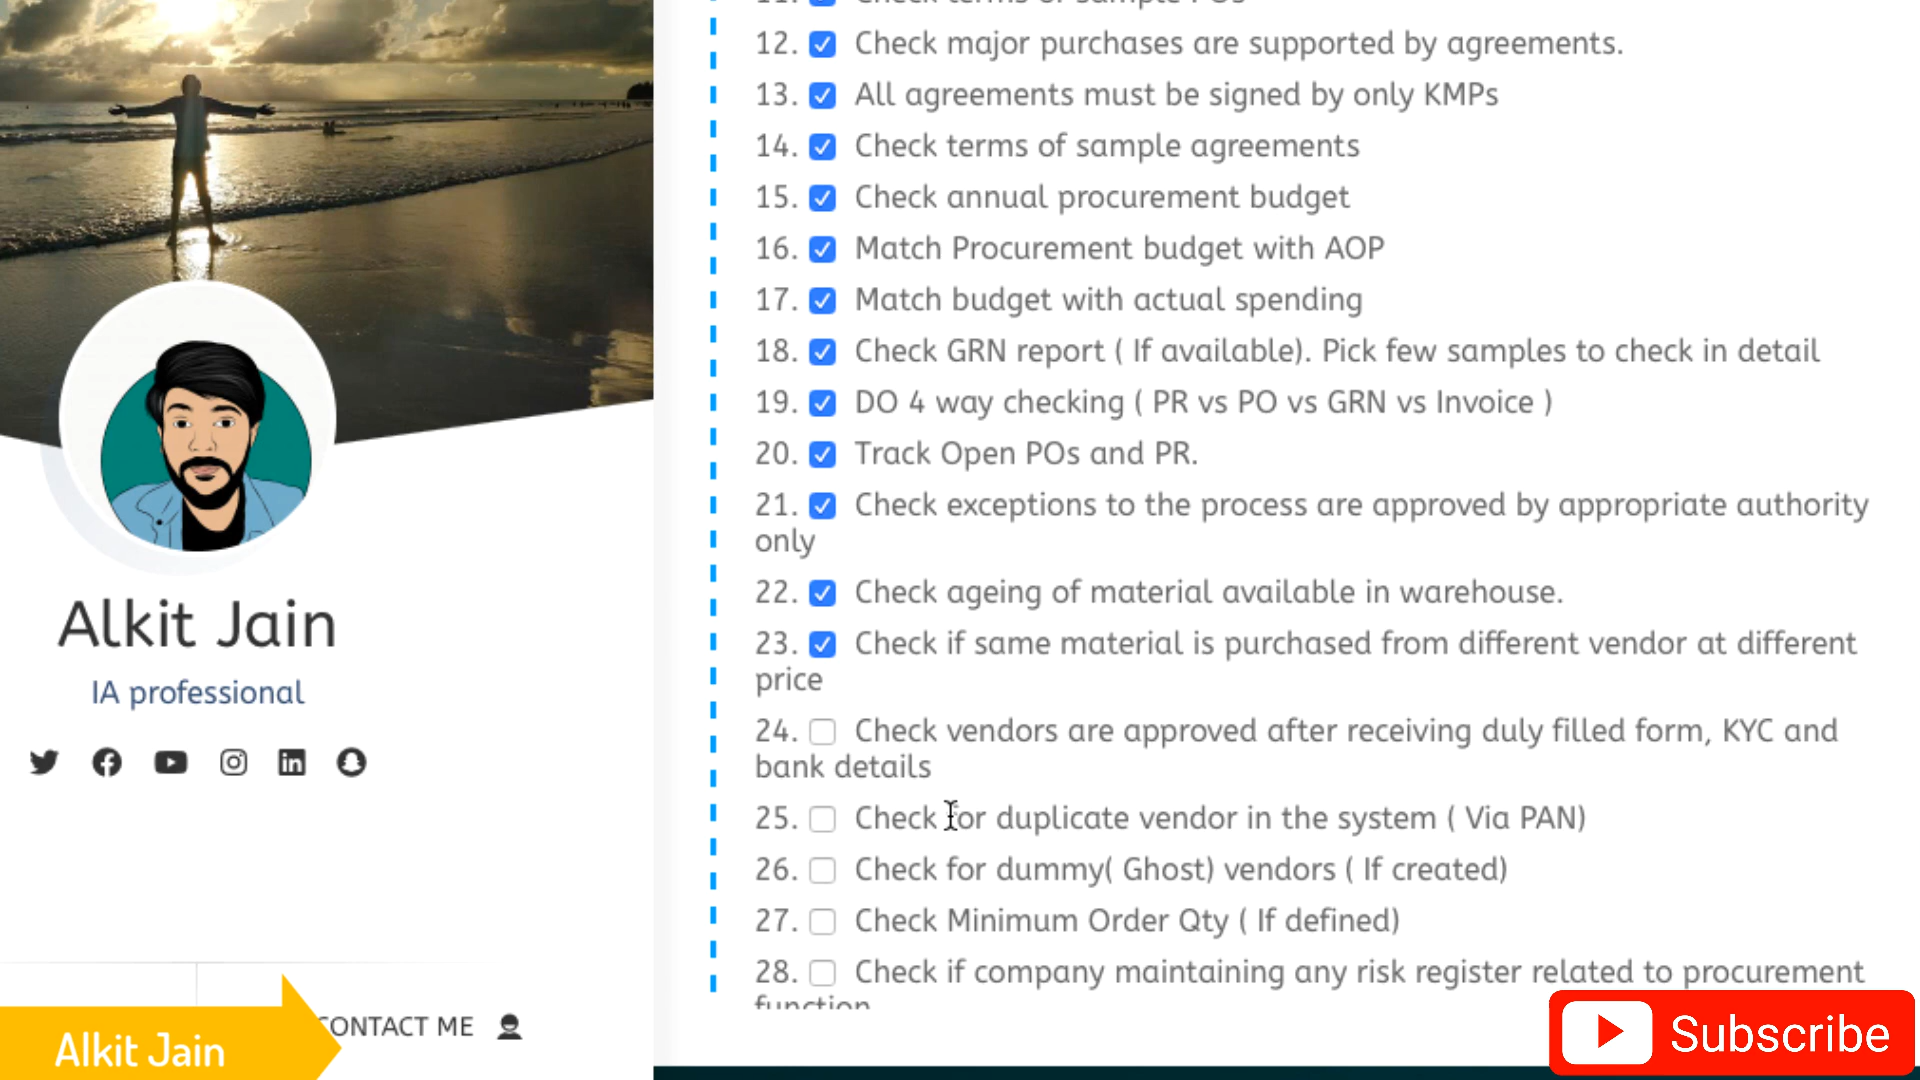 11. Check terms of sample POs
12. Check major purchases are supported by agreements.
13. All agreements must be signed by only KMPs
14. Check terms of sample agreements
15. Check annual procurement budget
16. Match Procurement budget with AOP
17. Match budget with actual spending
18. Check GRN report ( If available). Pick few samples to check in detail
19. DO 4 way checking ( PR vs PO vs GRN vs Invoice )
20. Track Open POs and PR.
21. Check exceptions to the process are approved by appropriate authority
only
22. Check ageing of material available in warehouse.
23. Check if same material is purchased from different vendor at different
price
24. Check vendors are approved after receiving duly filled form, KYC and
bank details
25. Check for duplicate vendor in the system ( Via PAN)
26. Check for dummy( Ghost) vendors ( If created)
27. Check Minimum Order Qty ( If defined)
28. Check if company maintaining any risk register related to procurement
function
Alkit Jain
IA professional
CONTACT ME
Alkit Jain
Subscribe